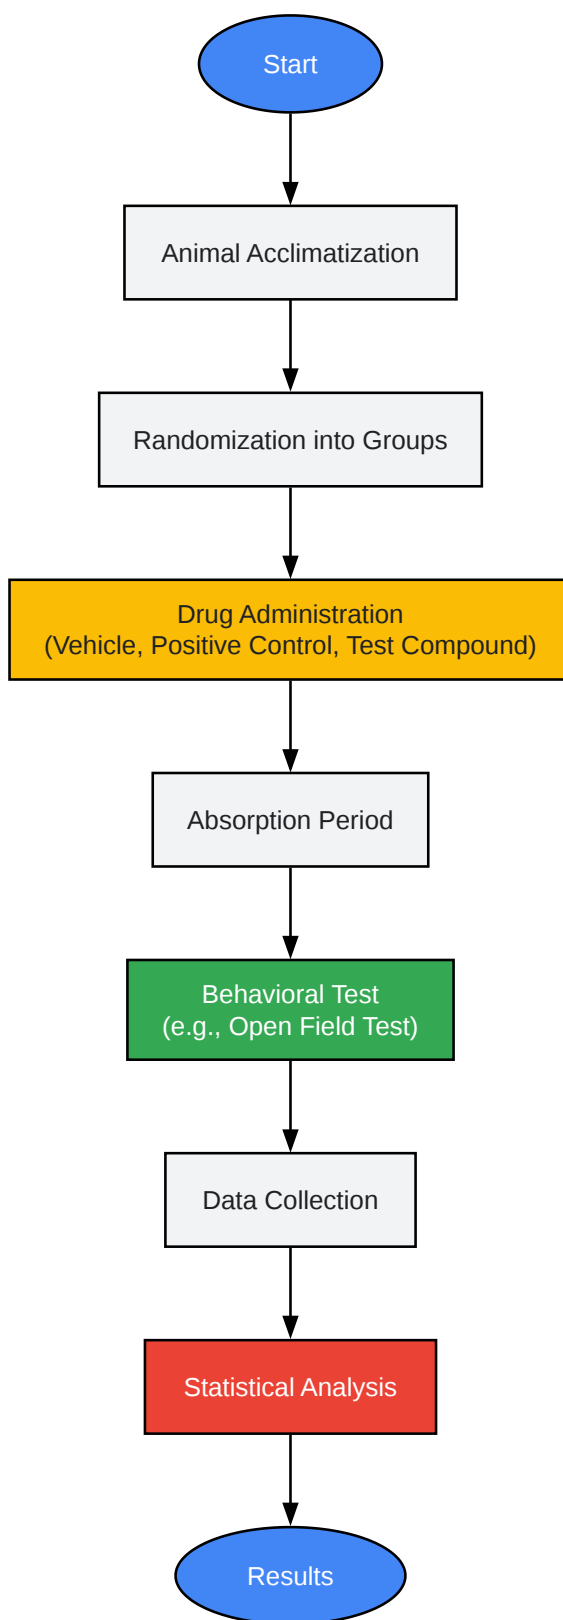 Start
Animal Acclimatization
Randomization into Groups
Drug Administration
(Vehicle, Positive Control, Test Compound)
Absorption Period
Behavioral Test
(e.g., Open Field Test)
Data Collection
Statistical Analysis
Results